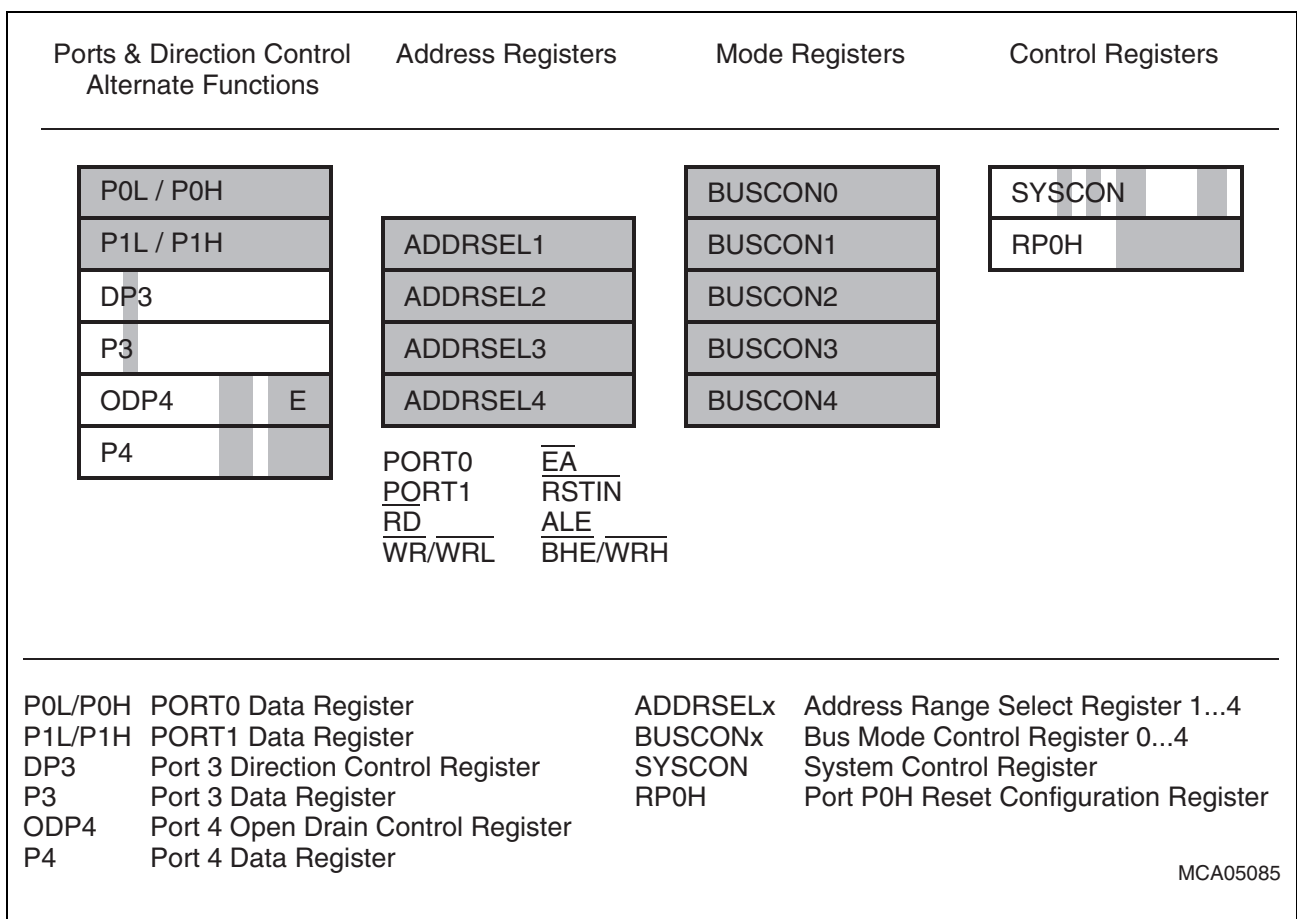 Ports & Direction Control
Alternate Functions
Address Registers
Mode Registers
Control Registers
P0L / P0H
P1L / P1H
DP3
P3
ODP4 E
P4
ADDRSEL1
ADDRSEL2
ADDRSEL3
ADDRSEL4
PORT0 EA
PORT1 RSTIN
RD ALE
WR/WRL BHE/WRH
BUSCON0
BUSCON1
BUSCON2
BUSCON3
BUSCON4
SYSCON
RP0H
P0L/P0H PORT0 Data Register
P1L/P1H PORT1 Data Register
DP3 Port 3 Direction Control Register
P3 Port 3 Data Register
ODP4 Port 4 Open Drain Control Register
P4 Port 4 Data Register
ADDRSELx Address Range Select Register 1...4
BUSCONx Bus Mode Control Register 0...4
SYSCON System Control Register
RP0H Port P0H Reset Configuration Register
MCA05085